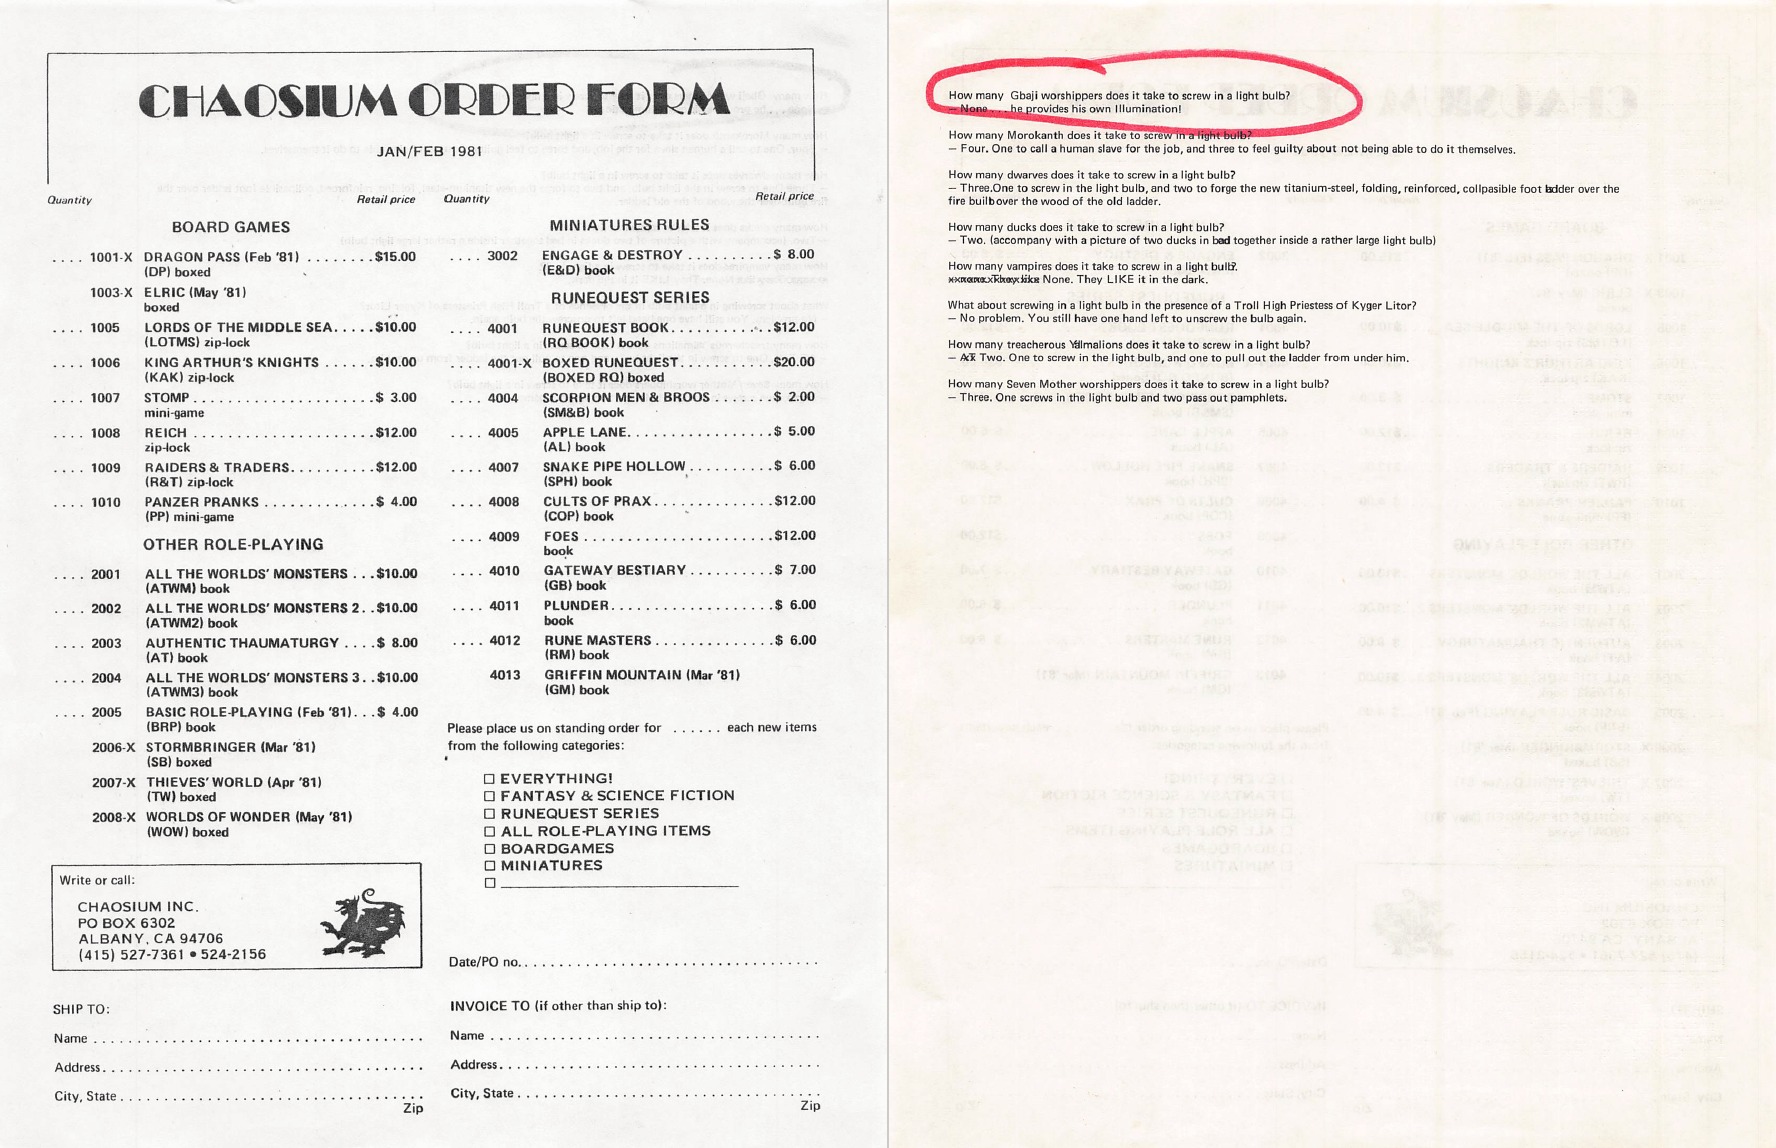 CHAOSIUM ORDER FORM
JAN/FEB 1981
Quantity Retail price
BOARD GAMES
.... 1001-X DRAGON PASS (Feb '81) ........$15.00
(DP) boxed
1003-X ELRIC (May '81)
boxed
.... 1005 LORDS OF THE MIDDLE SEA.....$10.00
(LOTMS) zip-lock
.... 1006 KING ARTHUR'S KNIGHTS ......$10.00
(KAK) zip-lock
.... 1007 STOMP ....................$ 3.00
mini-game
.... 1008 REICH ....................$12.00
zip-lock
.... 1009 RAIDERS & TRADERS.........$12.00
(R&T) zip-lock
.... 1010 PANZER PRANKS .............$ 4.00
(PP) mini-game
OTHER ROLE-PLAYING
.... 2001 ALL THE WORLDS' MONSTERS ...$10.00
(ATWM) book
.... 2002 ALL THE WORLDS' MONSTERS 2..$10.00
(ATWM2) book
.... 2003 AUTHENTIC THAUMATURGY ....$ 8.00
(AT) book
.... 2004 ALL THE WORLDS' MONSTERS 3..$10.00
(ATWM3) book
.... 2005 BASIC ROLE-PLAYING (Feb '81)...$ 4.00
(BRP) book
2006-X STORMBRINGER (Mar '81)
(SB) boxed
2007-X THIEVES' WORLD (Apr '81)
(TW) boxed
2008-X WORLDS OF WONDER (May '81)
(WOW) boxed
Write or call:
CHAOSIUM INC.
PO BOX 6302
ALBANY, CA 94706
(415) 527-7361 • 524-2156
SHIP TO:
Name ........................................
Address.......................................
City, State .....................................
Zip
Quantity Retail price
MINIATURES RULES
.... 3002 ENGAGE & DESTROY ..........$ 8.00
(E&D) book
RUNEQUEST SERIES
.... 4001 RUNEQUEST BOOK.............$12.00
(RQ BOOK) book
.... 4001-X BOXED RUNEQUEST............$20.00
(BOXED RQ) boxed
.... 4004 SCORPION MEN & BROOS .......$ 2.00
(SM&B) book
.... 4005 APPLE LANE.................$ 5.00
(AL) book
.... 4007 SNAKE PIPE HOLLOW ..........$ 6.00
(SPH) book
.... 4008 CULTS OF PRAX..............$12.00
(COP) book
.... 4009 FOES ......................$12.00
book
.... 4010 GATEWAY BESTIARY ..........$ 7.00
(GB) book
.... 4011 PLUNDER...................$ 6.00
book
.... 4012 RUNE MASTERS ..............$ 6.00
(RM) book
4013 GRIFFIN MOUNTAIN (Mar '81)
(GM) book
Please place us on standing order for ...... each new items
from the following categories:
☐ EVERYTHING!
☐ FANTASY & SCIENCE FICTION
☐ RUNEQUEST SERIES
☐ ALL ROLE-PLAYING ITEMS
☐ BOARDGAMES
☐ MINIATURES
☐ ____________________
Date/PO no.......................................
INVOICE TO (if other than ship to):
Name ........................................
Address.......................................
City, State .....................................
Zip
How many Gbaji worshippers does it take to screw in a light bulb?
— None. . . . he provides his own Illumination!
How many Morokanth does it take to screw in a light bulb?
— Four. One to call a human slave for the job, and three to feel guilty about not being able to do it themselves.
How many dwarves does it take to screw in a light bulb?
— Three.One to screw in the light bulb, and two to forge the new titanium-steel, folding, reinforced, collpasible foot ladder over the
fire built over the wood of the old ladder.
How many ducks does it take to screw in a light bulb?
— Two. (accompany with a picture of two ducks in bed together inside a rather large light bulb)
How many vampires does it take to screw in a light bulb?
None. They LIKE it in the dark.
What about screwing in a light bulb in the presence of a Troll High Priestess of Kyger Litor?
— No problem. You still have one hand left to unscrew the bulb again.
How many treacherous Yelmalions does it take to screw in a light bulb?
— Two. One to screw in the light bulb, and one to pull out the ladder from under him.
How many Seven Mother worshippers does it take to screw in a light bulb?
— Three. One screws in the light bulb and two pass out pamphlets.